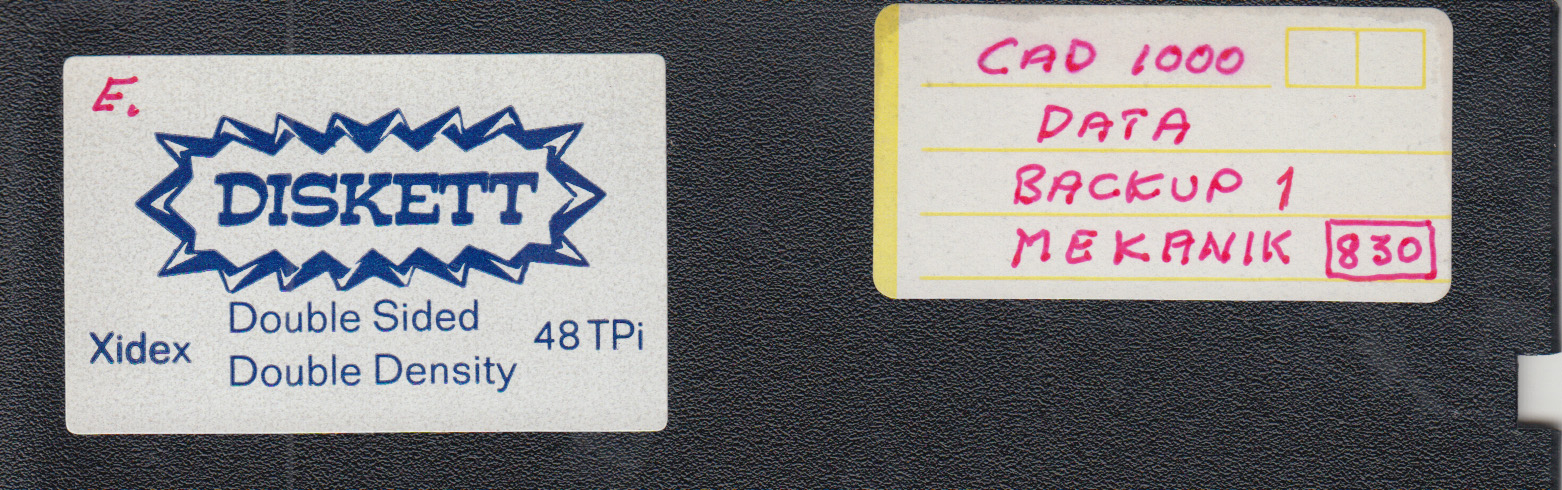 E.
DISKETT
Xidex
Double Sided
Double Density
48 TPi
CAD 1000
DATA
BACKUP 1
MEKANIK 830